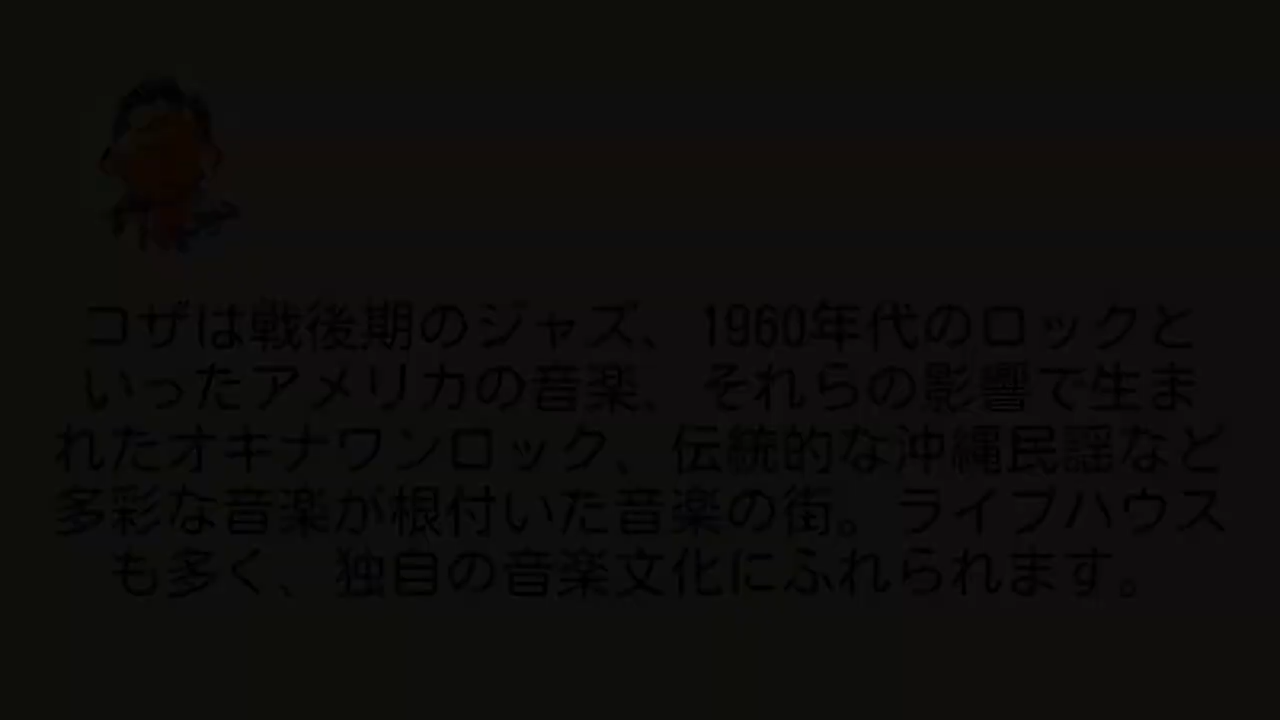 コザは戦後期のジャズ、1960年代のロックと
いったアメリカの音楽、それらの影響で生ま
れたオキナワンロック、伝統的な沖縄民謡など
多彩な音楽が根付いた音楽の街。ライブハウス
も多く、独自の音楽文化にふれられます。